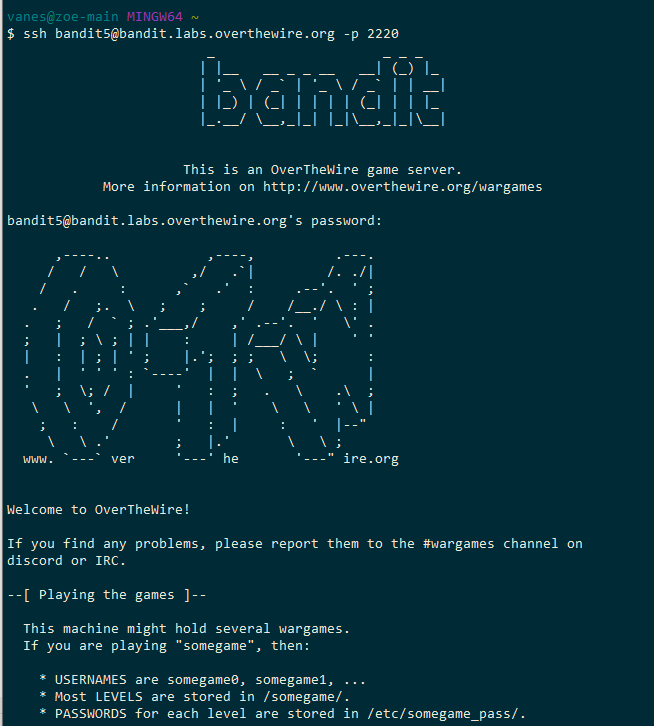 vanes@zoe-main MINGW64 ~
$ ssh bandit5@bandit.labs.overthewire.org -p 2220
bandit
This is an OverTheWire game server.
More information on http://www.overthewire.org/wargames
bandit5@bandit.labs.overthewire.org's password:
www. ver he ire.org
Welcome to OverTheWire!
If you find any problems, please report them to the #wargames channel on
discord or IRC.
--[ Playing the games ]--
This machine might hold several wargames.
If you are playing "somegame", then:
* USERNAMES are somegame0, somegame1, ...
* Most LEVELS are stored in /somegame/.
* PASSWORDS for each level are stored in /etc/somegame_pass/.